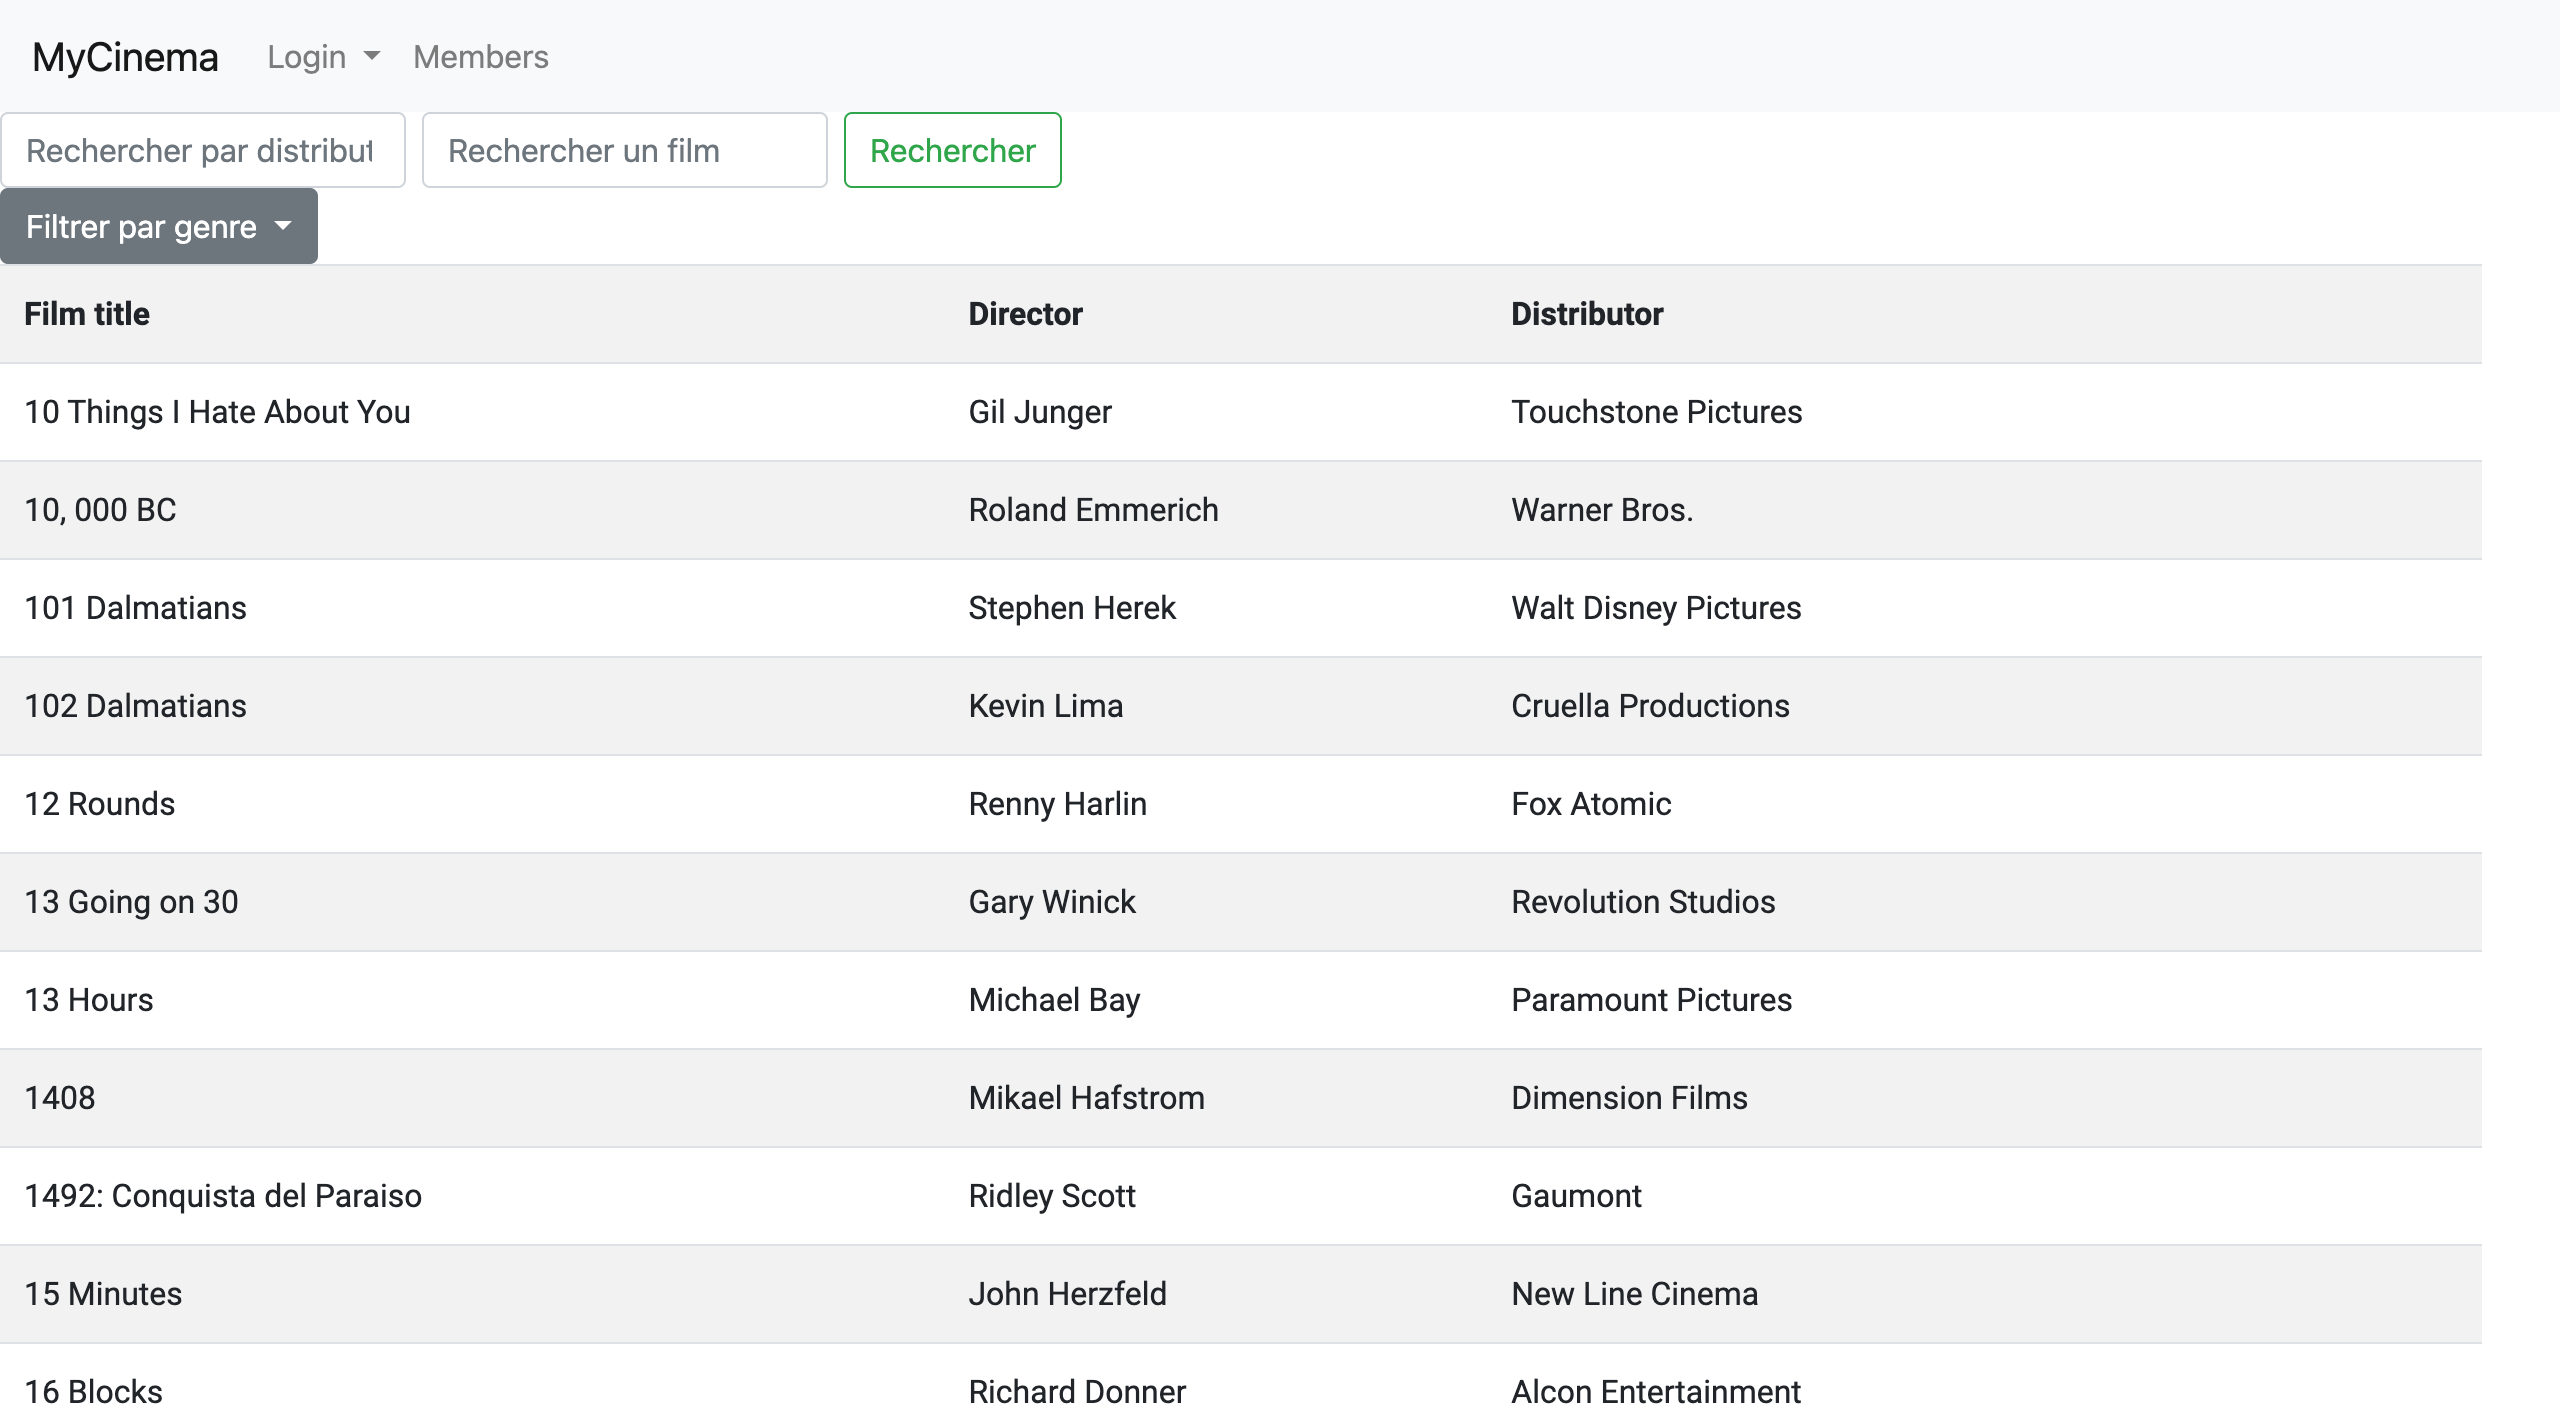 MyCinema Login Members
Rechercher par distribut Rechercher un film Rechercher
Filtrer par genre
Film title Director Distributor
10 Things I Hate About You Gil Junger Touchstone Pictures
10, 000 BC Roland Emmerich Warner Bros.
101 Dalmatians Stephen Herek Walt Disney Pictures
102 Dalmatians Kevin Lima Cruella Productions
12 Rounds Renny Harlin Fox Atomic
13 Going on 30 Gary Winick Revolution Studios
13 Hours Michael Bay Paramount Pictures
1408 Mikael Hafstrom Dimension Films
1492: Conquista del Paraiso Ridley Scott Gaumont
15 Minutes John Herzfeld New Line Cinema
16 Blocks Richard Donner Alcon Entertainment